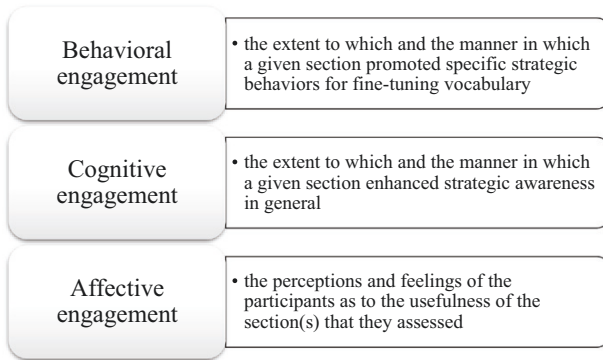 Behavioral
engagement
• the extent to which and the manner in which
a given section promoted specific strategic
behaviors for fine-tuning vocabulary
Cognitive
engagement
• the extent to which and the manner in which
a given section enhanced strategic awareness
in general
Affective
engagement
• the perceptions and feelings of the
participants as to the usefulness of the
section(s) that they assessed